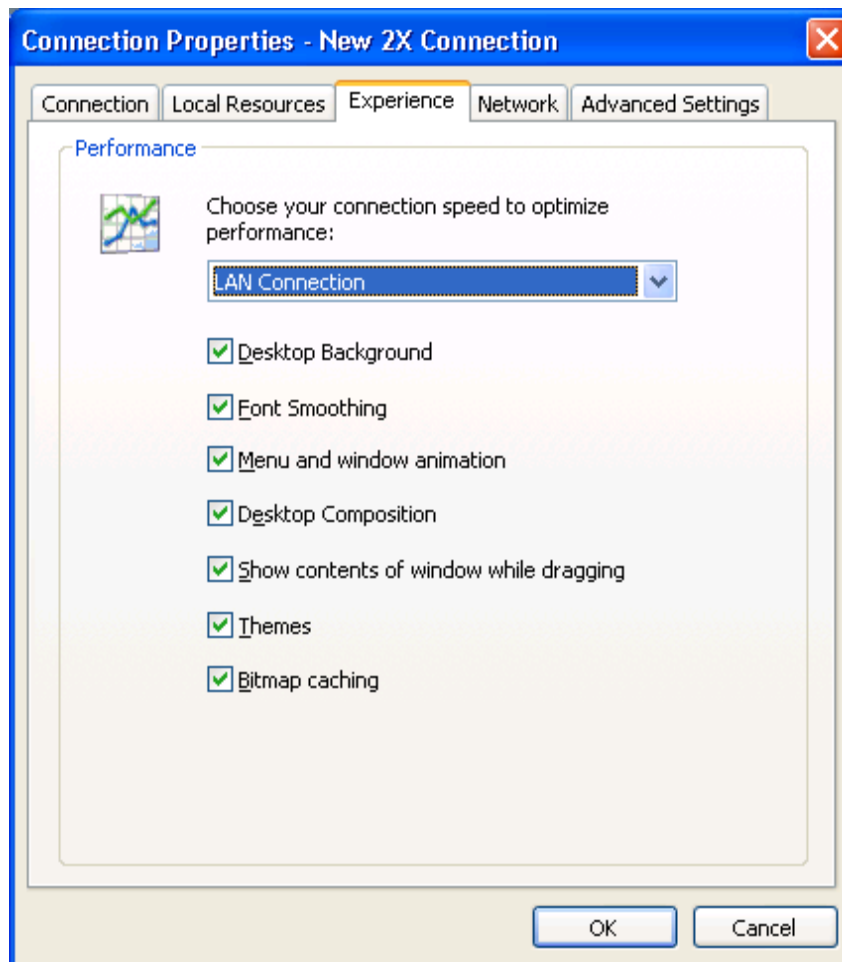 Connection Properties - New 2X Connection
Connection Local Resources Experience Network Advanced Settings
Performance
Choose your connection speed to optimize
performance:
LAN Connection
Desktop Background
Font Smoothing
Menu and window animation
Desktop Composition
Show contents of window while dragging
Themes
Bitmap caching
OK Cancel